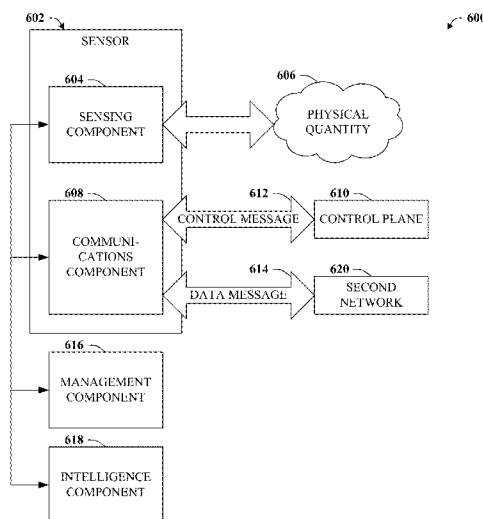 602
SENSOR
604
SENSING
COMPONENT
606
PHYSICAL
QUANTITY
608
COMMUNI-
CATIONS
COMPONENT
612
CONTROL MESSAGE
610
CONTROL PLANE
614
DATA MESSAGE
620
SECOND
NETWORK
616
MANAGEMENT
COMPONENT
618
INTELLIGENCE
COMPONENT